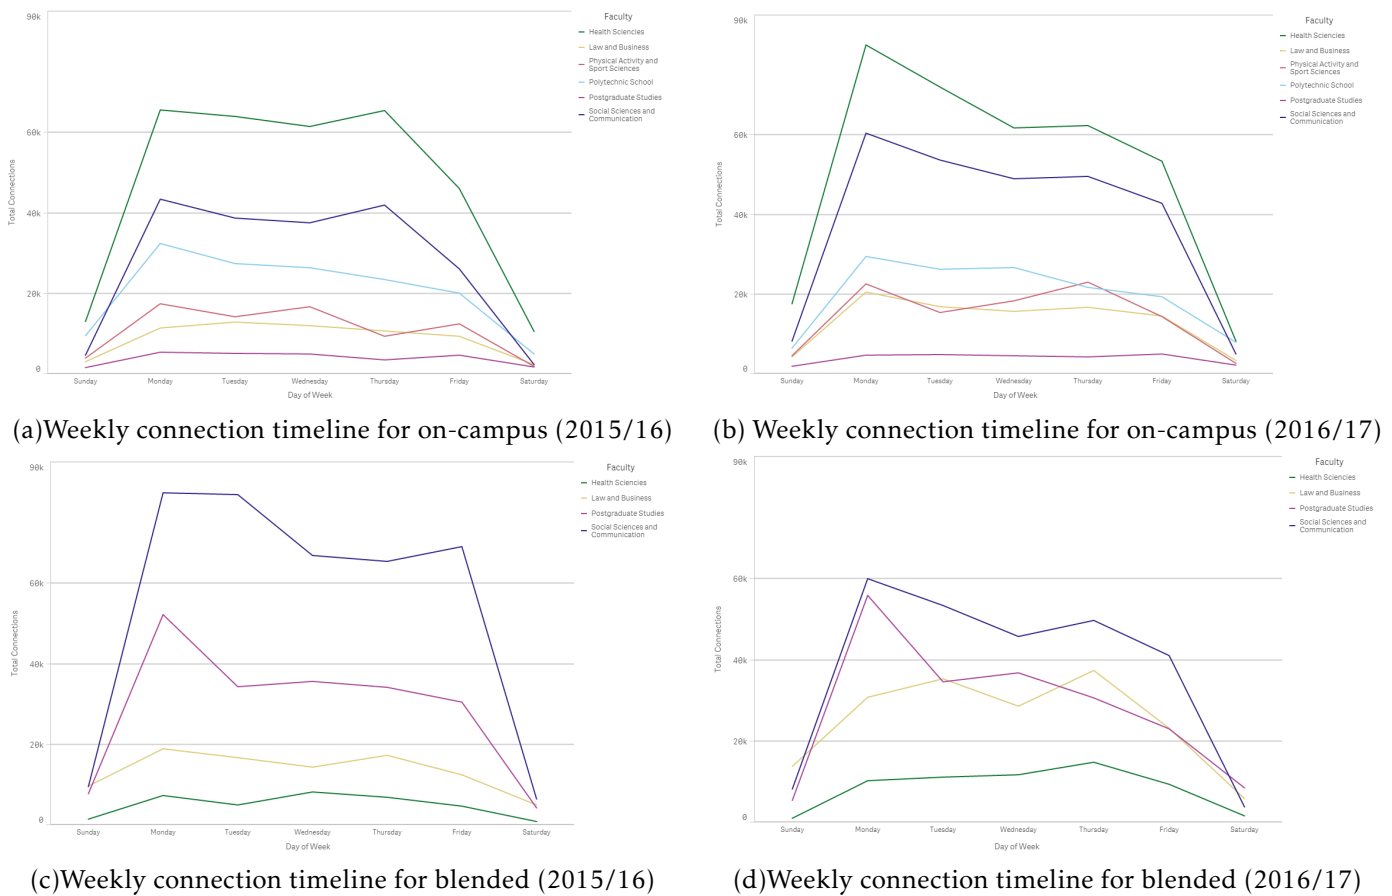 90k
60k
40k
20k
0
Total Connections
Sunday Monday Tuesday Wednesday Thursday Friday Saturday
Day of Week
Faculty
Health Sciencies
Law and Business
Physical Activity and
Sport Sciences
Polytechnic School
Postgraduate Studies
Social Sciences and
Communication
(a)Weekly connection timeline for on-campus (2015/16)
90k
60k
40k
20k
0
Total Connections
Sunday Monday Tuesday Wednesday Thursday Friday Saturday
Day of Week
Faculty
Health Sciencies
Law and Business
Physical Activity and
Sport Sciences
Polytechnic School
Postgraduate Studies
Social Sciences and
Communication
(b) Weekly connection timeline for on-campus (2016/17)
90k
60k
40k
20k
0
Total Connections
Sunday Monday Tuesday Wednesday Thursday Friday Saturday
Day of Week
Faculty
Health Sciencies
Law and Business
Postgraduate Studies
Social Sciences and
Communication
(c)Weekly connection timeline for blended (2015/16)
90k
60k
40k
20k
0
Total Connections
Sunday Monday Tuesday Wednesday Thursday Friday Saturday
Day of Week
Faculty
Health Sciencies
Law and Business
Postgraduate Studies
Social Sciences and
Communication
(d)Weekly connection timeline for blended (2016/17)